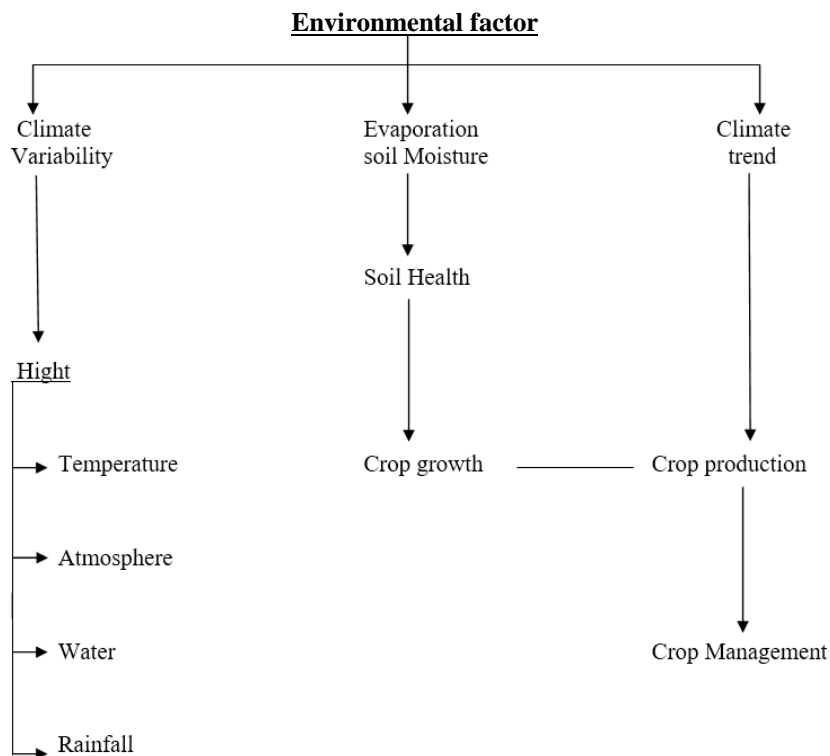 Environmental factor
Climate
Variability
Evaporation
soil Moisture
Climate
trend
Soil Health
Hight
Temperature
Crop growth
Crop production
Atmosphere
Water
Crop Management
Rainfall